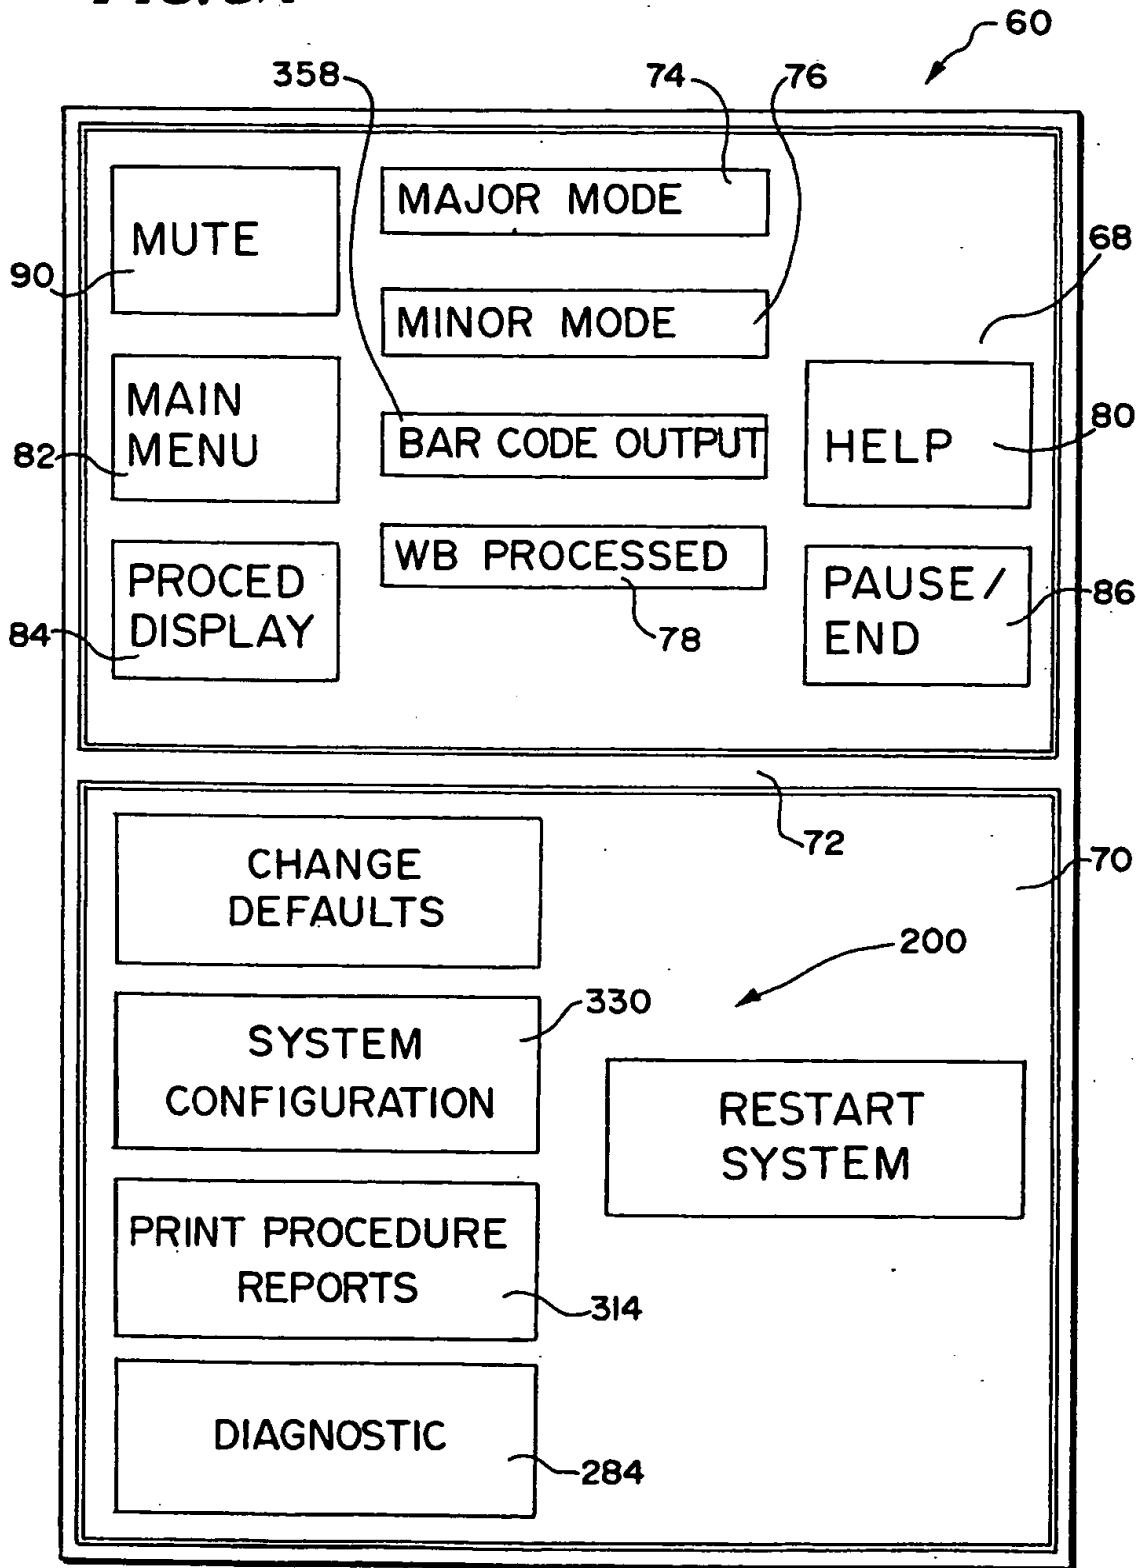 60
358
74
76
MUTE
MAJOR MODE
68
90
MINOR MODE
MAIN
MENU
82
BAR CODE OUTPUT
HELP
80
PROCED
DISPLAY
84
WB PROCESSED
78
PAUSE/
END
86
72
70
CHANGE
DEFAULTS
200
SYSTEM
CONFIGURATION
330
RESTART
SYSTEM
PRINT PROCEDURE
REPORTS
314
DIAGNOSTIC
284